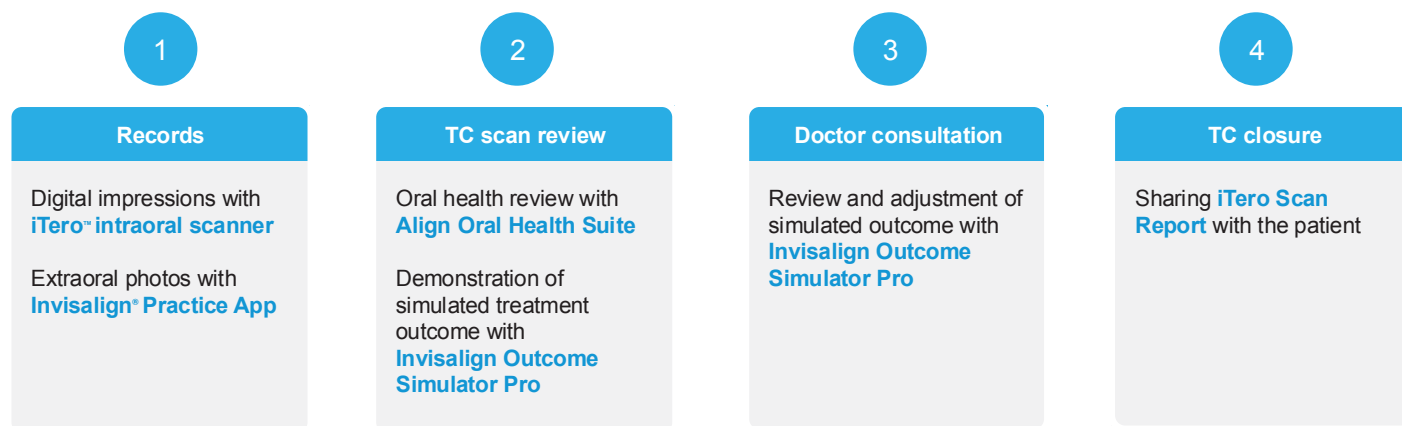 1
Records
Digital impressions with
iTero™ intraoral scanner
Extraoral photos with
Invisalign® Practice App
2
TC scan review
Oral health review with
Align Oral Health Suite
Demonstration of
simulated treatment
outcome with
Invisalign Outcome
Simulator Pro
3
Doctor consultation
Review and adjustment of
simulated outcome with
Invisalign Outcome
Simulator Pro
4
TC closure
Sharing iTero Scan
Report with the patient